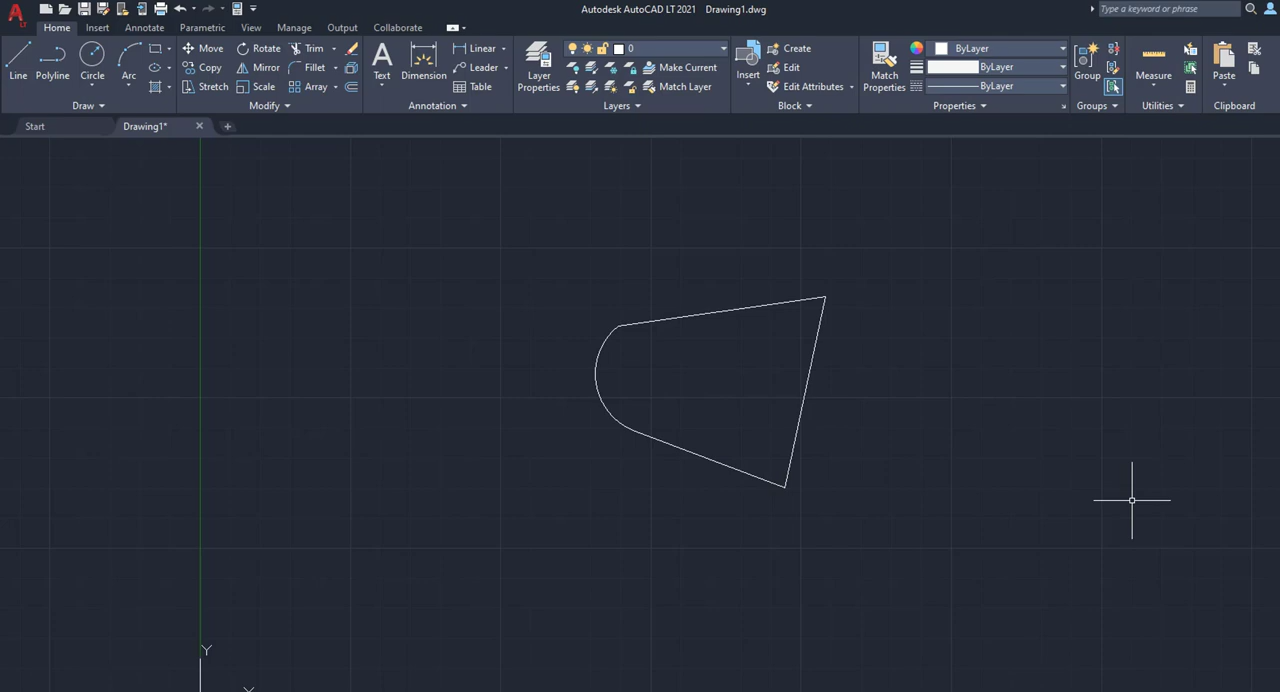 Autodesk AutoCAD LT 2021 Drawing1.dwg
Type a keyword or phrase
A
LT
Home Insert Annotate Parametric View Manage Output Collaborate
Line Polyline Circle Arc
Draw
Move Rotate Trim
Copy Mirror Fillet
Stretch Scale Array
Modify
Text Dimension
Linear
Leader
Table
Annotation
Layer Properties
0
Make Current
Match Layer
Layers
Insert
Create
Edit
Edit Attributes
Block
Match Properties
ByLayer
ByLayer
ByLayer
Properties
Group
Groups
Measure
Utilities
Paste
Clipboard
Start Drawing1*
Y